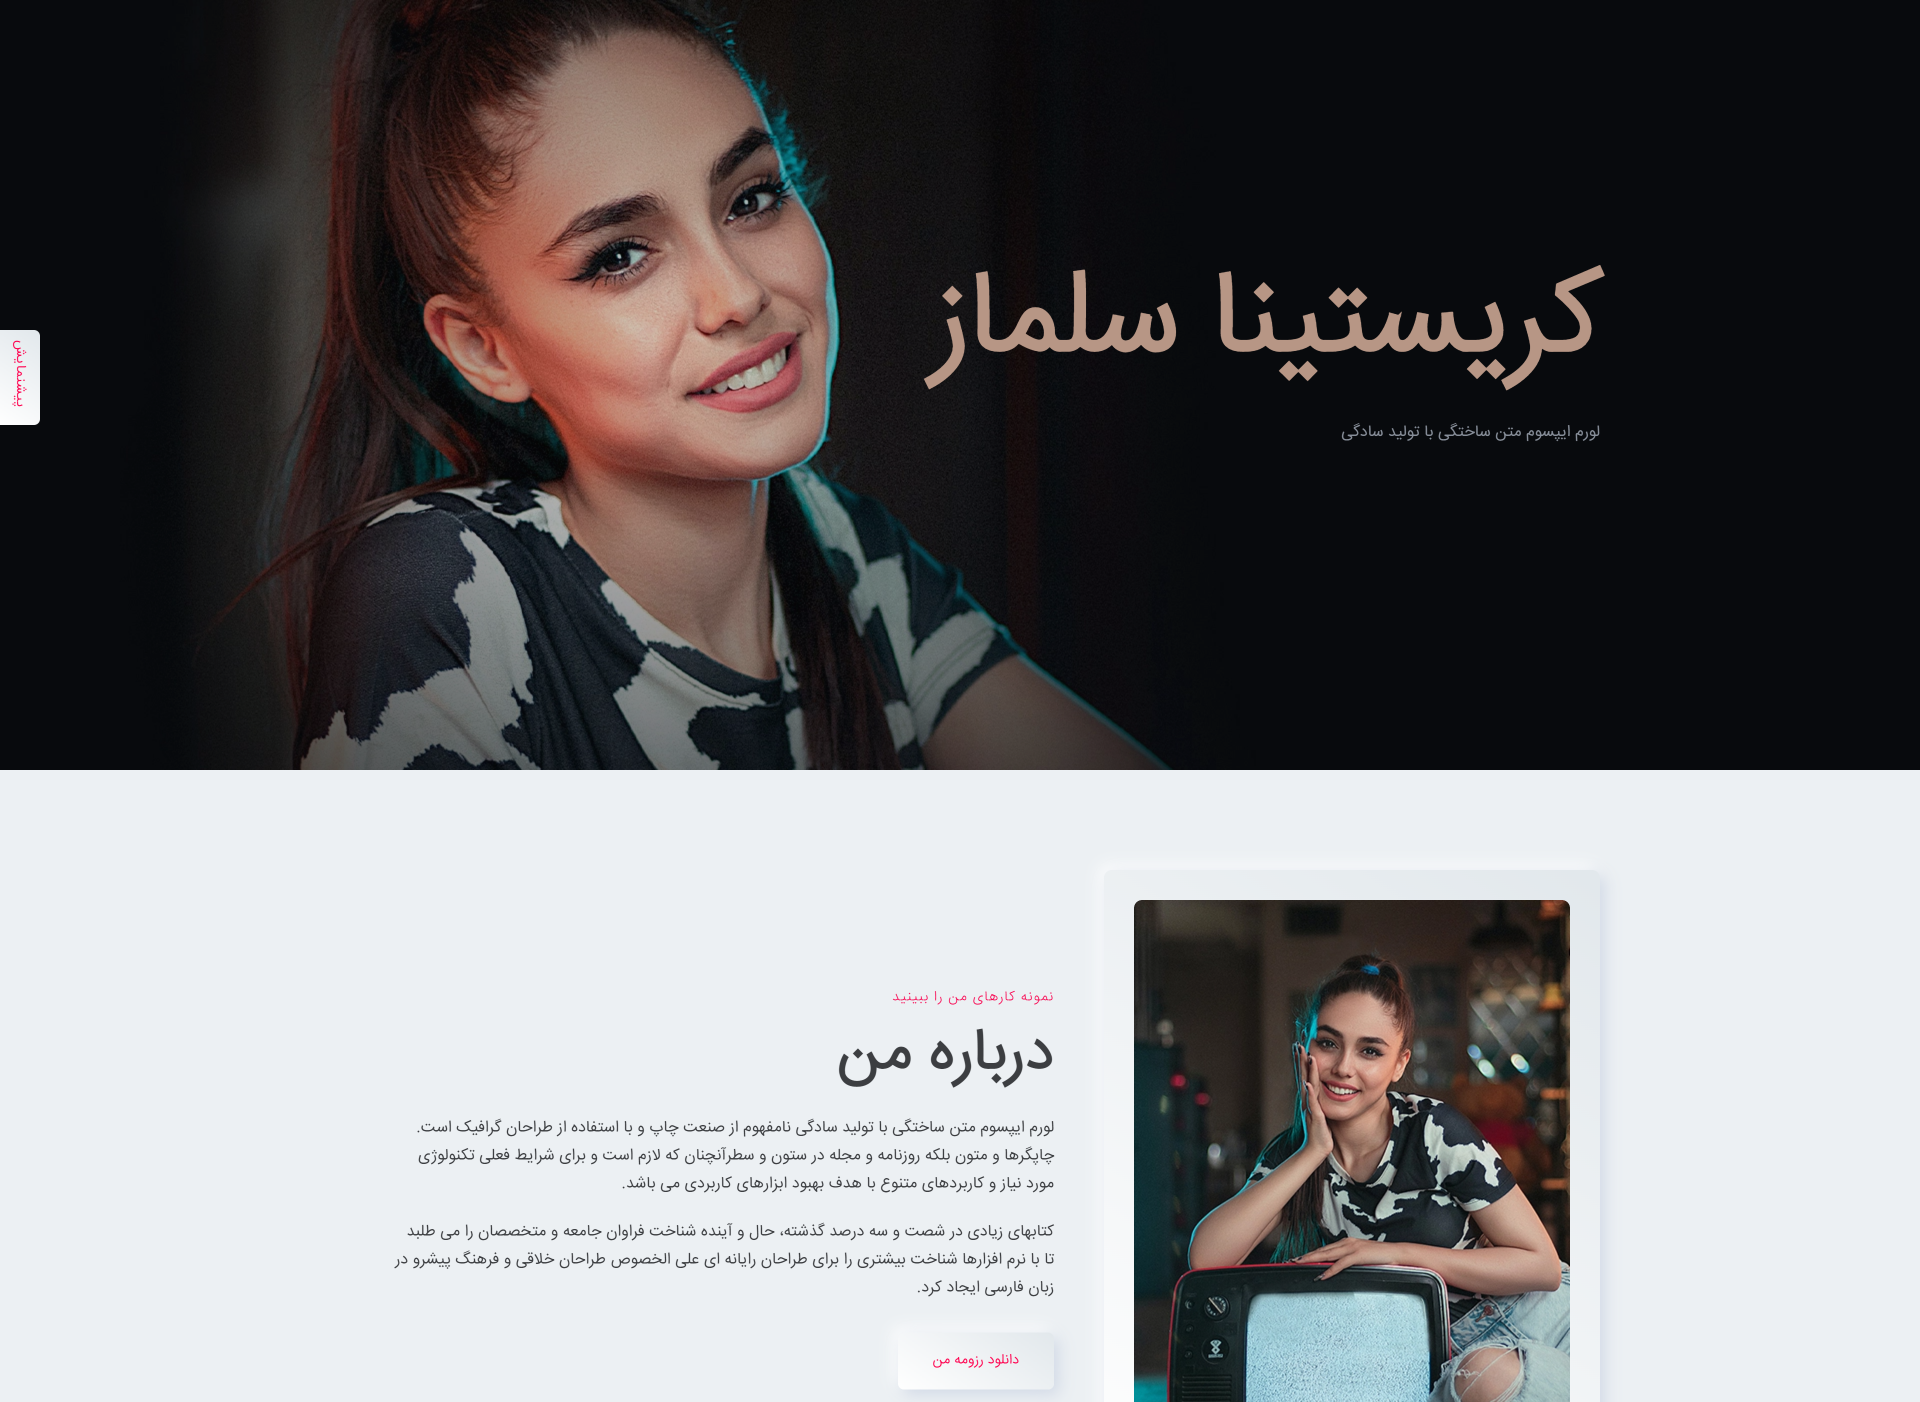 کریستینا سلماز
لورم ایپسوم متن ساختگی با تولید سادگی
پیشنمایش
نمونه کارهای من را ببینید
درباره من
لورم ایپسوم متن ساختگی با تولید سادگی نامفهوم از صنعت چاپ و با استفاده از طراحان گرافیک است.
چاپگرها و متون بلکه روزنامه و مجله در ستون و سطرآنچنان که لازم است و برای شرایط فعلی تکنولوژی
مورد نیاز و کاربردهای متنوع با هدف بهبود ابزارهای کاربردی می باشد.
کتابهای زیادی در شصت و سه درصد گذشته، حال و آینده شناخت فراوان جامعه و متخصصان را می طلبد
تا با نرم افزارها شناخت بیشتری را برای طراحان رایانه ای علی الخصوص طراحان خلاقی و فرهنگ پیشرو در
زبان فارسی ایجاد کرد.
دانلود رزومه من